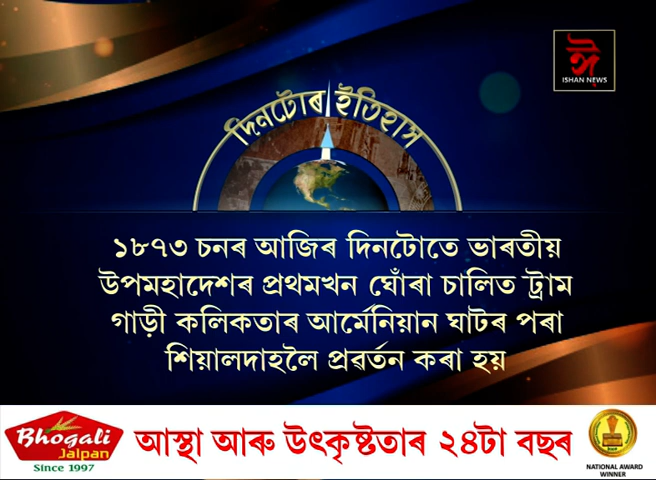 ঈ
ISHAN NEWS
দিনটোৰ ইতিহাস
১৮৭৩ চনৰ আজিৰ দিনটোতে ভাৰতীয়
উপমহাদেশৰ প্ৰথমখন ঘোঁৰা চালিত ট্ৰাম
গাড়ী কলিকতাৰ আৰ্মেনিয়ান ঘাটৰ পৰা
শিয়ালদাহলৈ প্ৰৱৰ্তন কৰা হয়
Bhogali
Jalpan
Since 1997
আস্থা আৰু উৎকৃষ্টতাৰ ২৪টা বছৰ
NATIONAL AWARD
WINNER